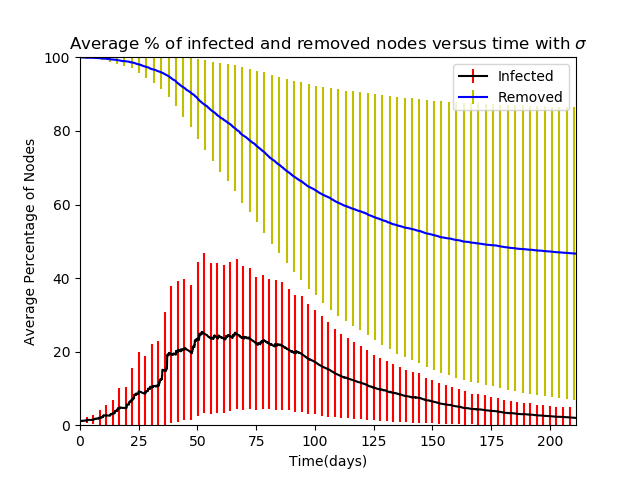 Average % of infected and removed nodes versus time with σ
Infected
Removed
Average Percentage of Nodes
100
80
60
40
20
0
0 25 50 75 100 125 150 175 200
Time(days)